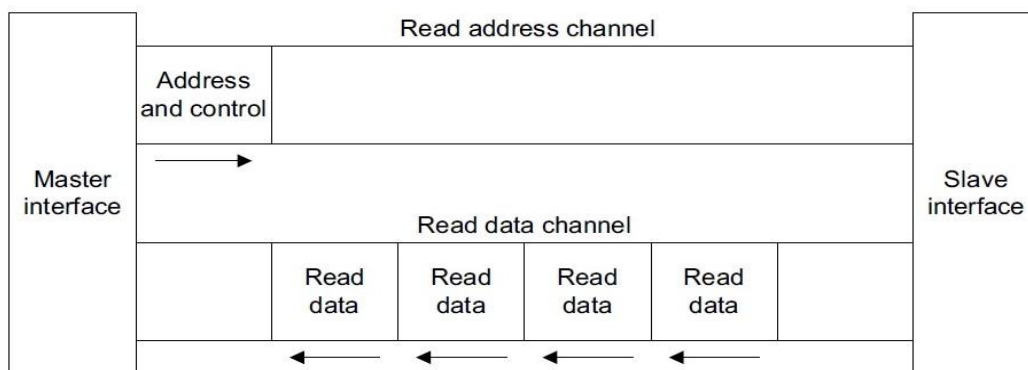 Read address channel
Address
and control
Master
interface
Slave
interface
Read data channel
Read
data
Read
data
Read
data
Read
data